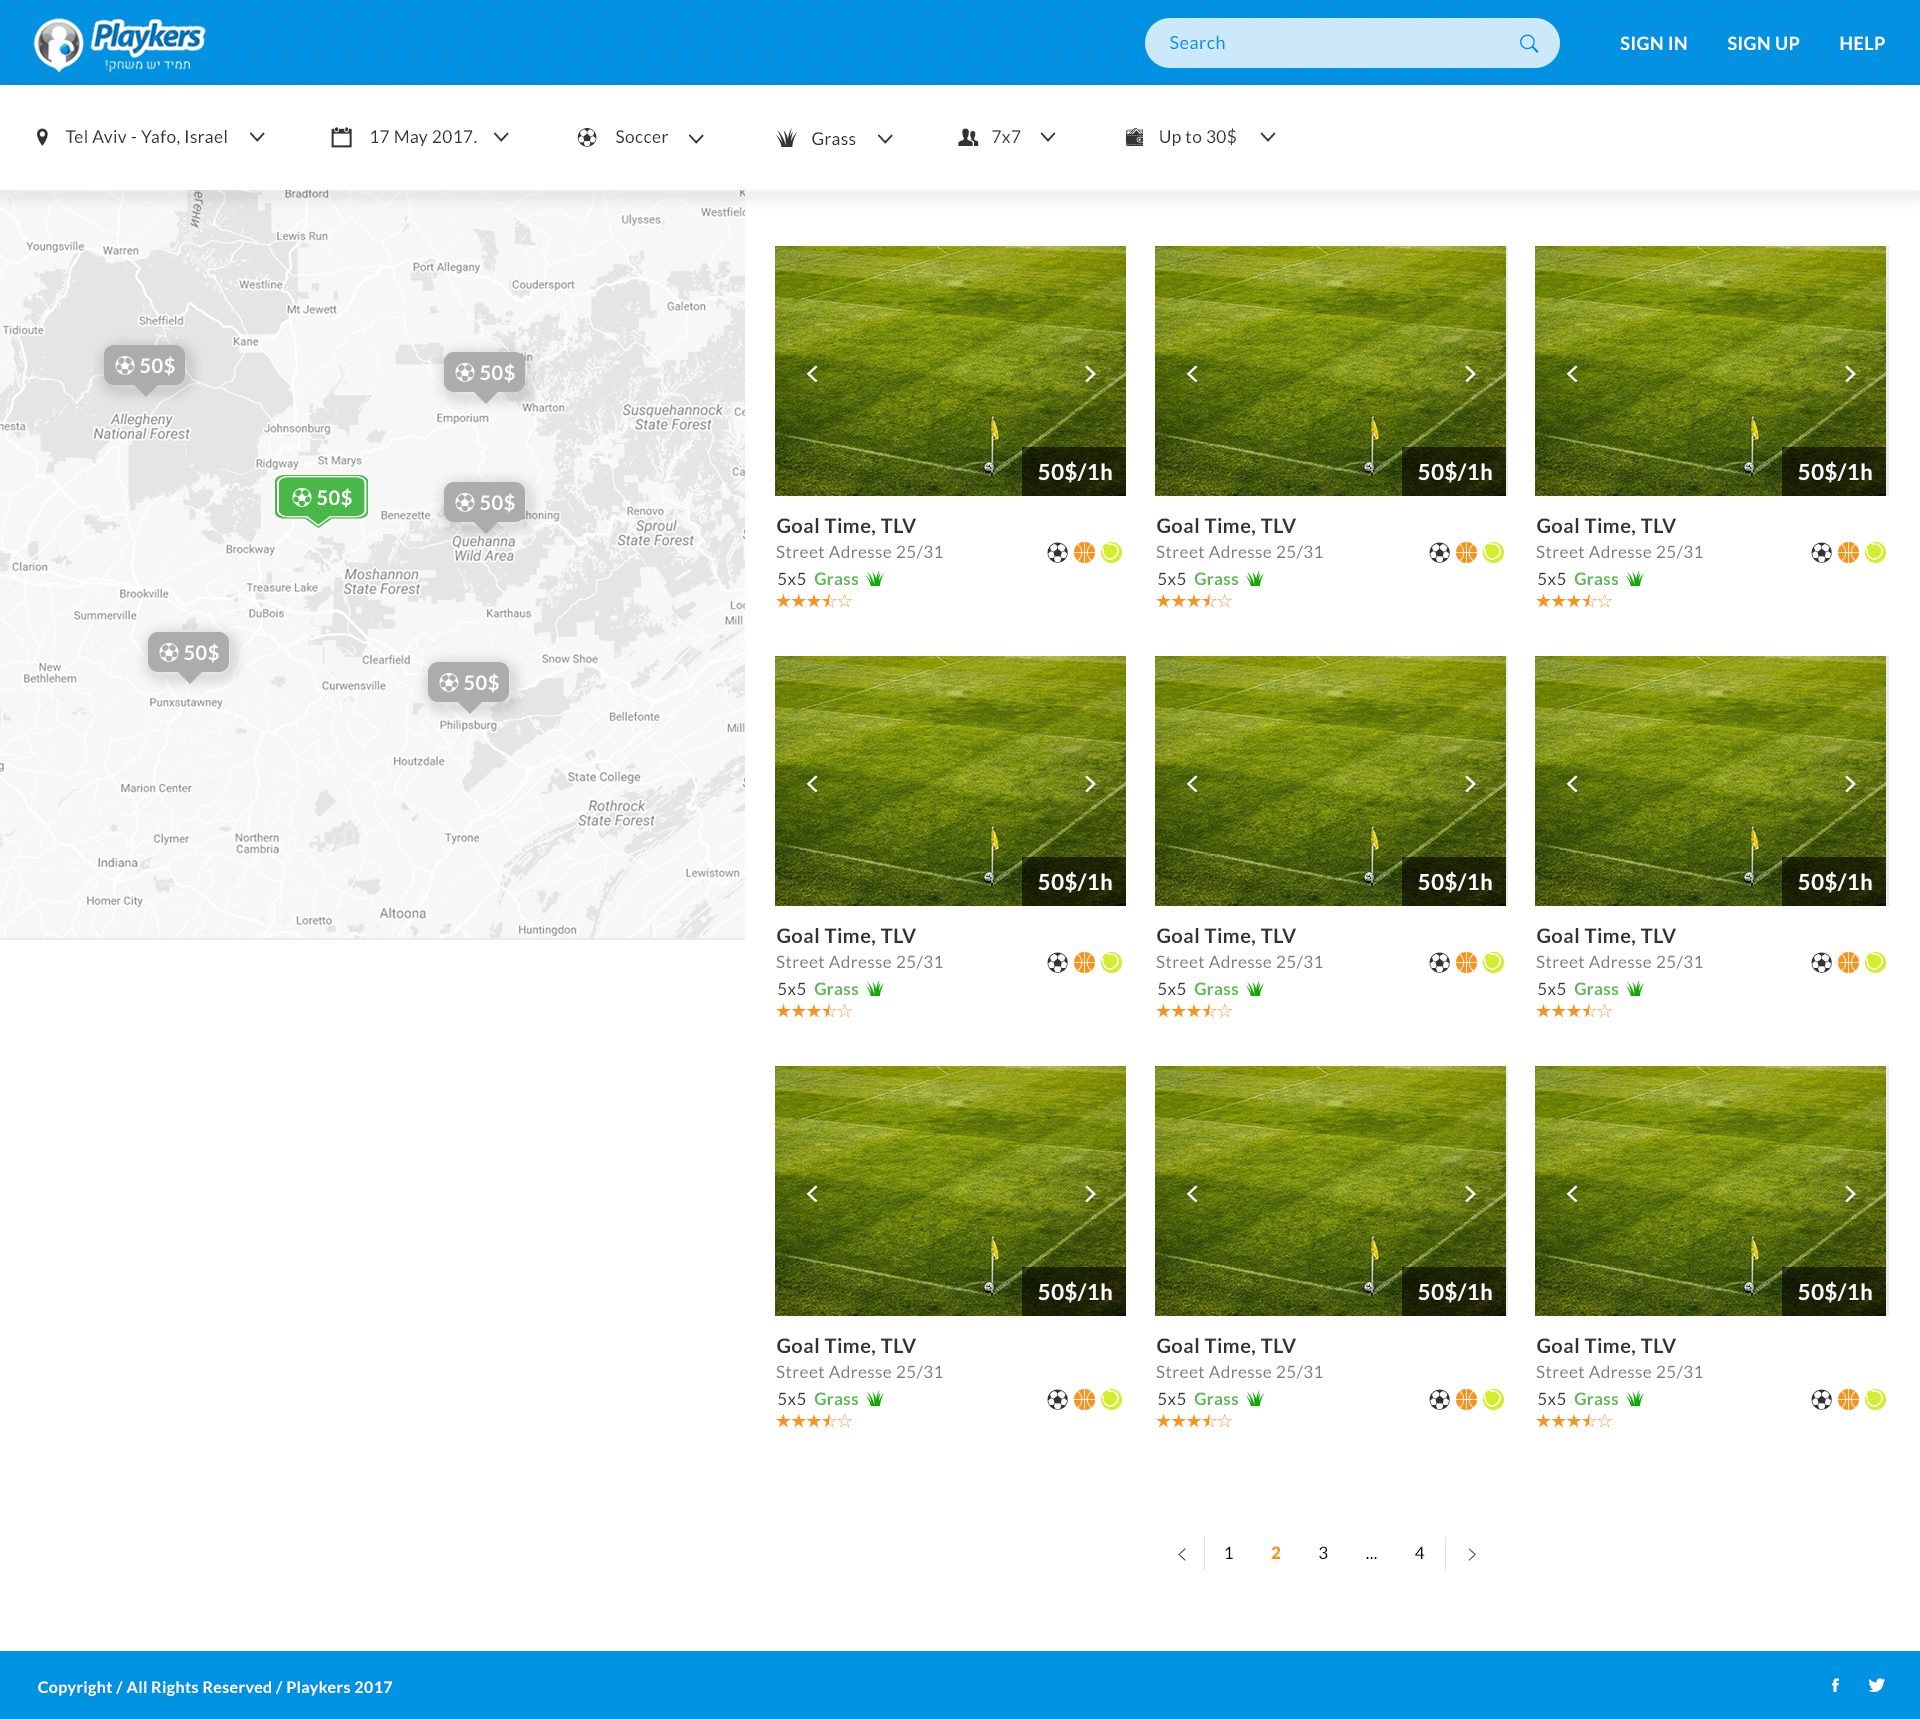 Playkers
תמיד יש משחק!
Search
SIGN IN
SIGN UP
HELP
Tel Aviv - Yafo, Israel
17 May 2017.
Soccer
Grass
7x7
Up to 30$
Bradford
Ulysses
Lewis Run
Youngsville
Warren
Port Allegany
Westline
Coudersport
Mt Jewett
Galeton
Sheffield
Tidioute
Kane
50$
50$
Allegheny
National Forest
Wharton
Emporium
Susquehannock
State Forest
Johnsonburg
Ridgway
St Marys
50$
50$
Benezette
Renovo
Sproul
State Forest
Quehanna
Wild Area
Brockway
Clarion
Moshannon
State Forest
Treasure Lake
Brookville
DuBois
Summerville
Karthaus
50$
Clearfield
Snow Shoe
New
Bethlehem
50$
Curwensville
Punxsutawney
Philipsburg
Bellefonte
Houtzdale
State College
Marion Center
Rothrock
State Forest
Clymer
Northern
Cambria
Tyrone
Indiana
Lewistown
Homer City
Altoona
Loretto
Huntingdon
50$/1h
50$/1h
50$/1h
Goal Time, TLV
Street Adresse 25/31
5x5 Grass
Goal Time, TLV
Street Adresse 25/31
5x5 Grass
Goal Time, TLV
Street Adresse 25/31
5x5 Grass
50$/1h
50$/1h
50$/1h
Goal Time, TLV
Street Adresse 25/31
5x5 Grass
Goal Time, TLV
Street Adresse 25/31
5x5 Grass
Goal Time, TLV
Street Adresse 25/31
5x5 Grass
50$/1h
50$/1h
50$/1h
Goal Time, TLV
Street Adresse 25/31
5x5 Grass
Goal Time, TLV
Street Adresse 25/31
5x5 Grass
Goal Time, TLV
Street Adresse 25/31
5x5 Grass
1 2 3 ... 4
Copyright / All Rights Reserved / Playkers 2017